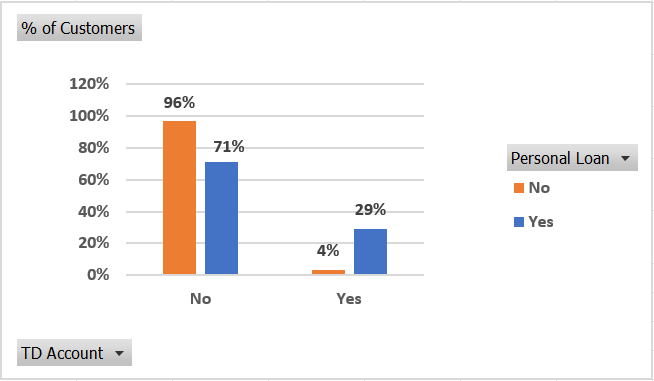 % of Customers
120%
100%
80%
60%
40%
20%
0%
96%
71%
4%
29%
No
Yes
Personal Loan
No
Yes
TD Account